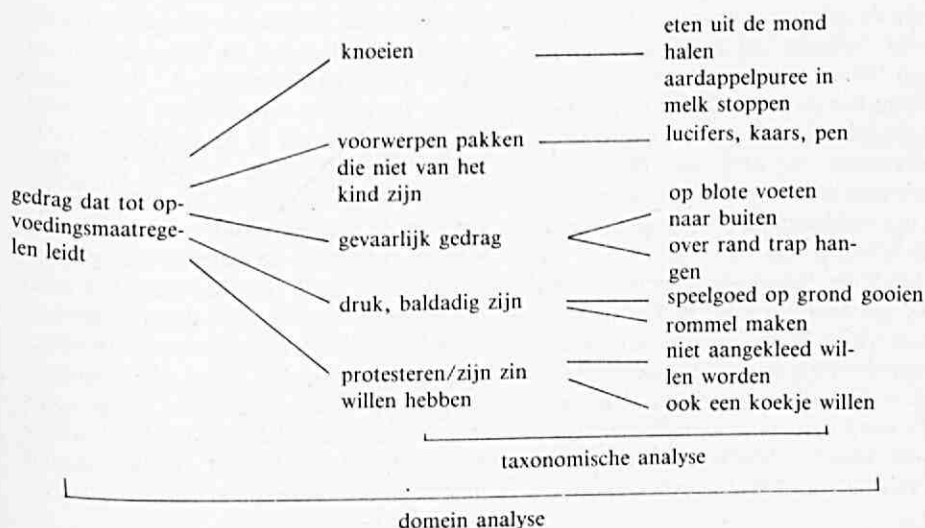 gedrag dat tot op-
voedingsmaatrege-
len leidt
knoeien
eten uit de mond
halen
aardappelpuree in
melk stoppen
voorwerpen pakken
die niet van het
kind zijn
lucifers, kaars, pen
gevaarlijk gedrag
op blote voeten
naar buiten
over rand trap han-
gen
druk, baldadig zijn
speelgoed op grond gooien
rommel maken
protesteren/zijn zin
willen hebben
niet aangekleed wil-
len worden
ook een koekje willen
taxonomische analyse
domein analyse